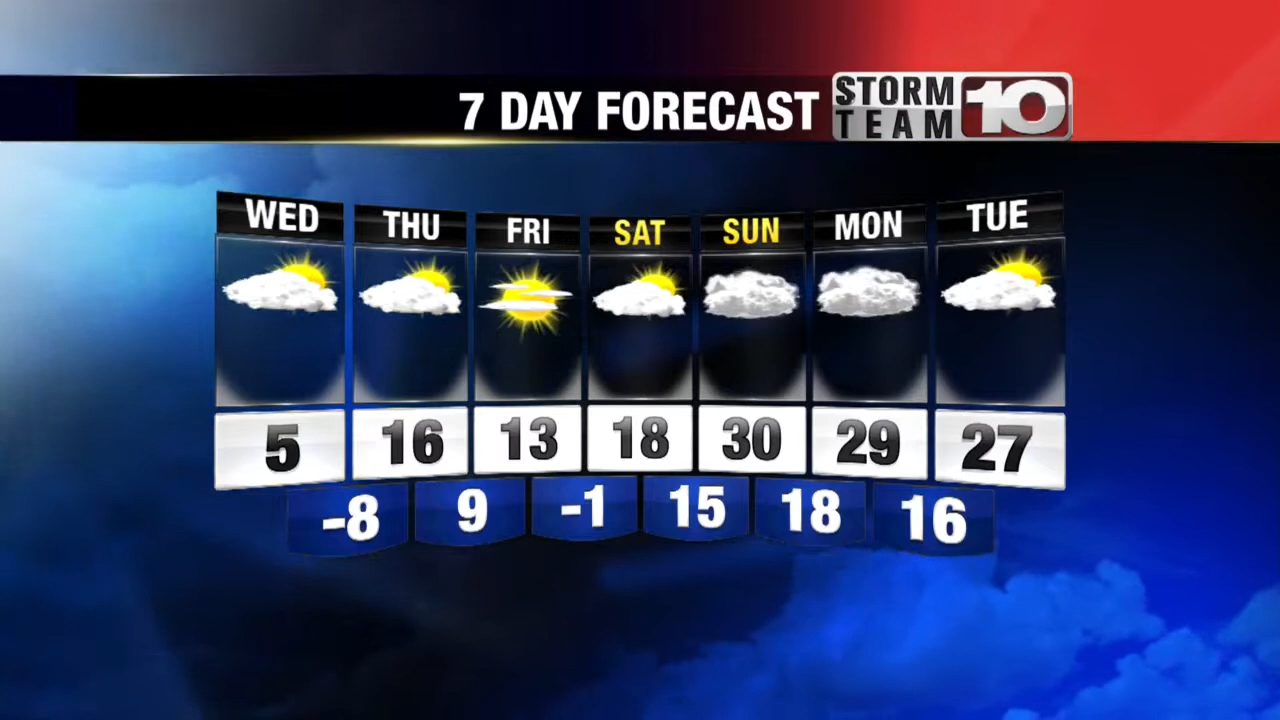 7 DAY FORECAST
STORM TEAM 10
WED THU FRI SAT SUN MON TUE
5 16 13 18 30 29 27
-8 9 -1 15 18 16